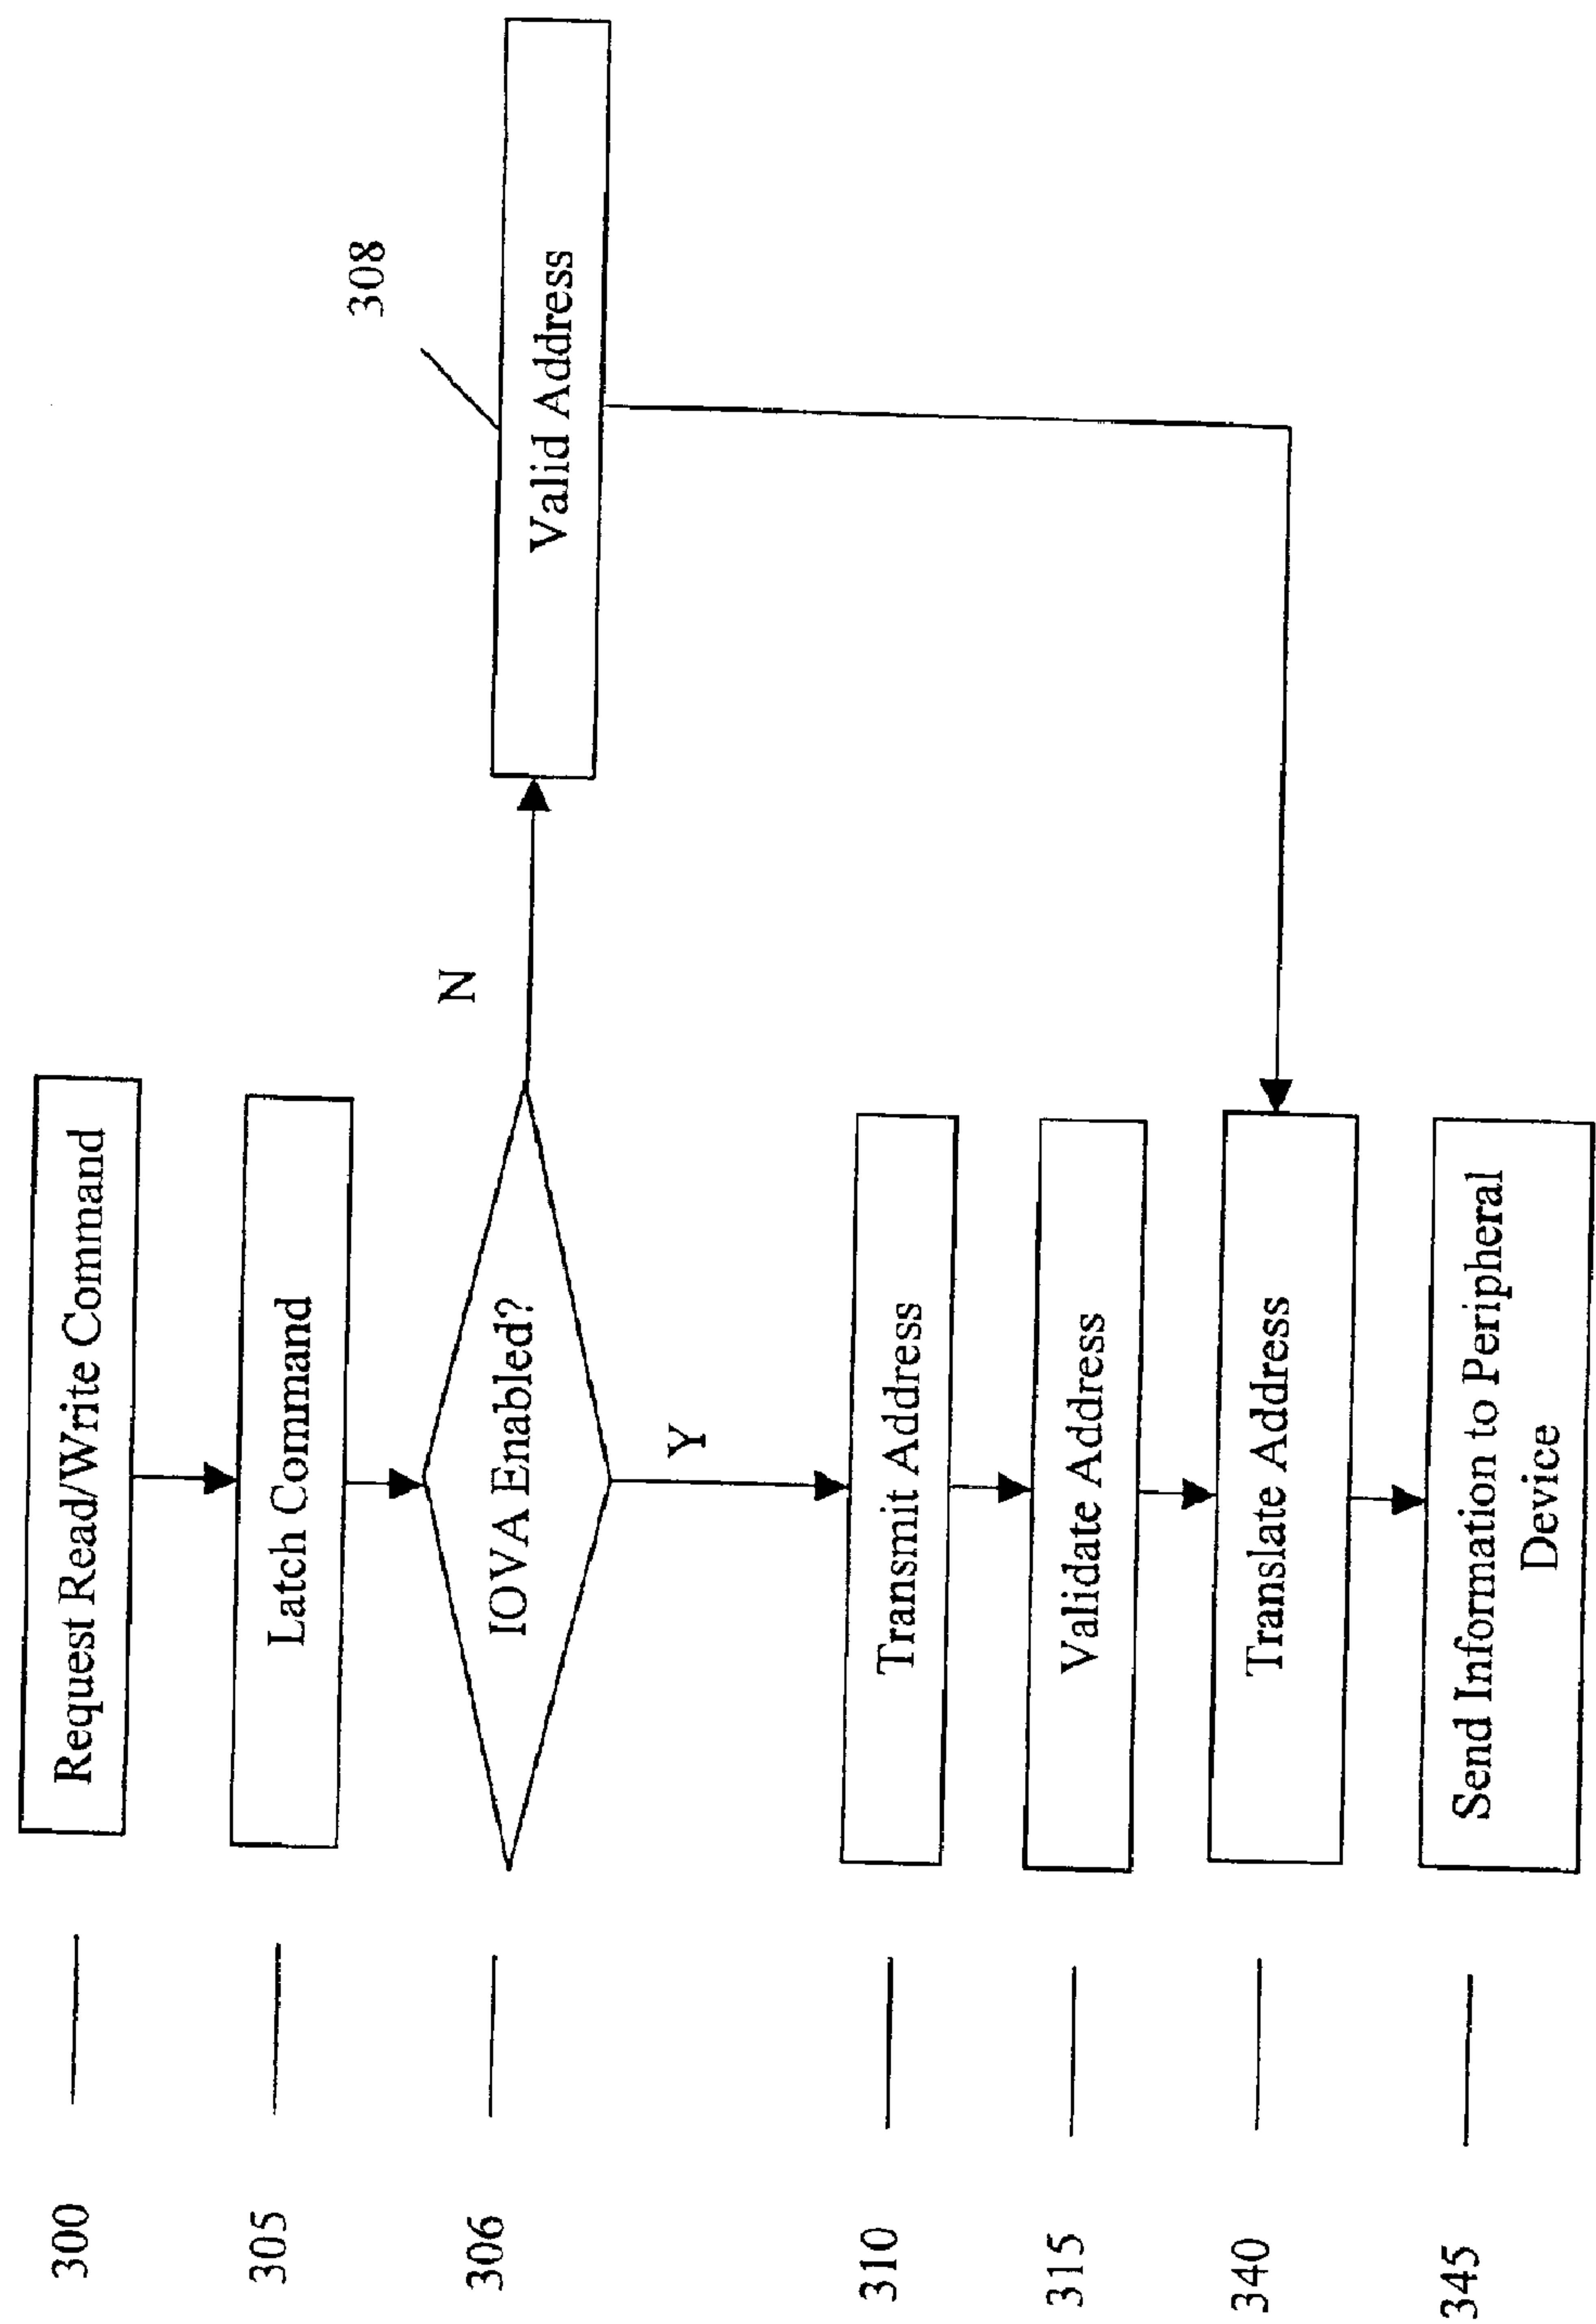 300
Request Read/Write Command
305
Latch Command
306
IOVA Enabled?
N
308
Valid Address
Y
310
Transmit Address
315
Validate Address
340
Translate Address
345
Send Information to Peripheral
Device